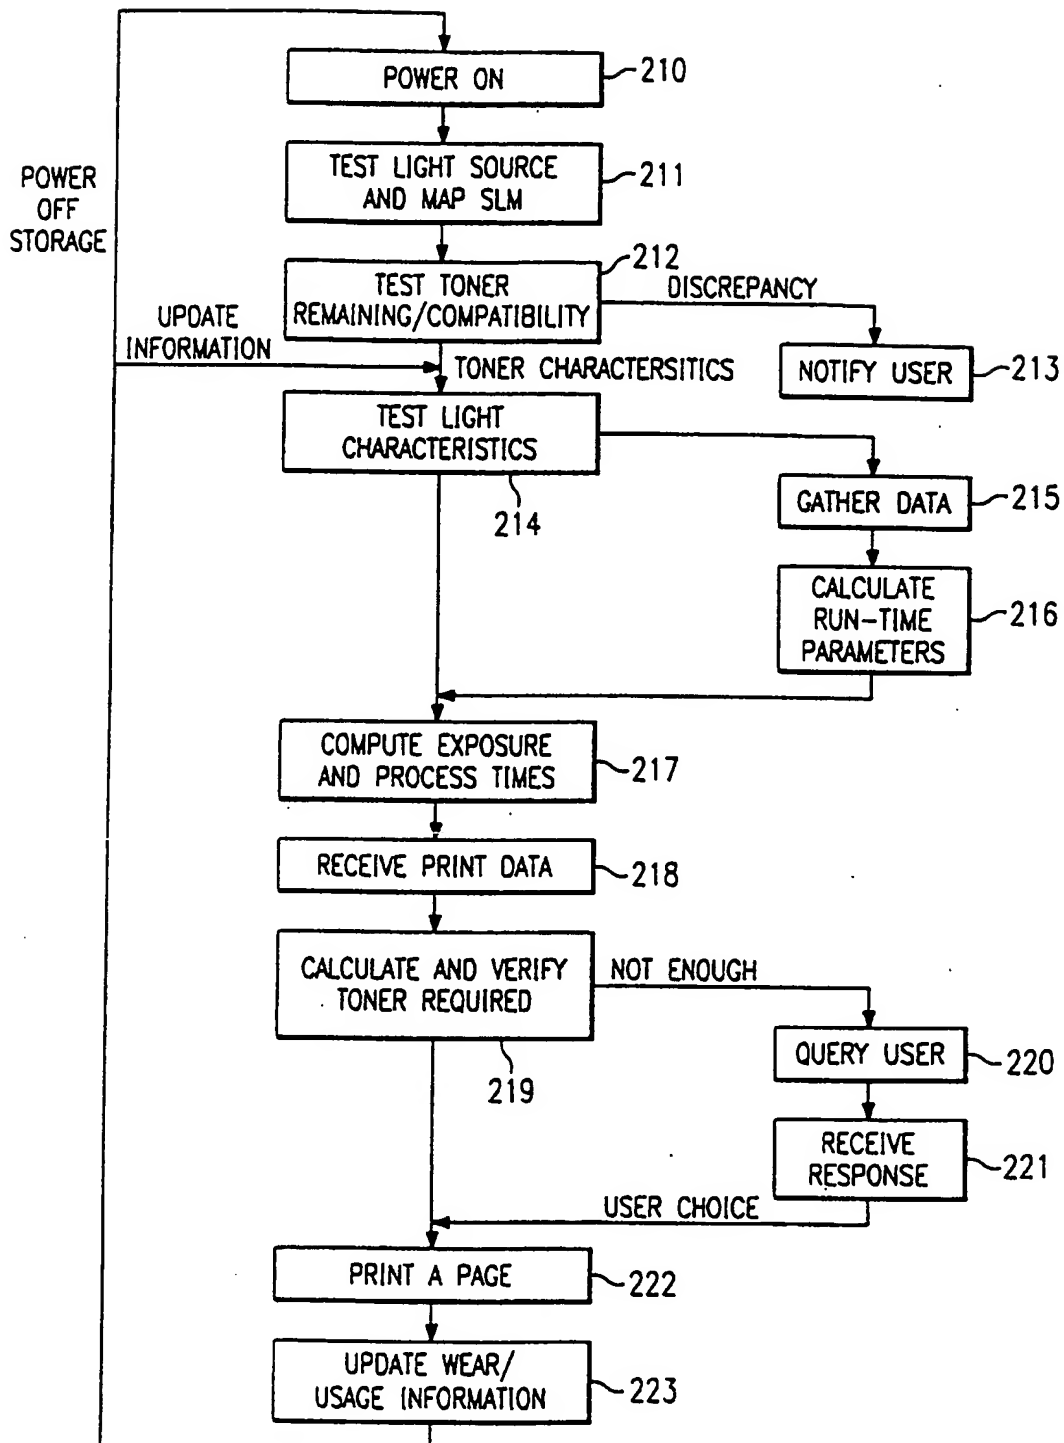 POWER ON
210
TEST LIGHT SOURCE
AND MAP SLM
211
POWER
OFF
STORAGE
TEST TONER
REMAINING/COMPATIBILITY
212
DISCREPANCY
UPDATE
INFORMATION
TONER CHARACTERSITICS
NOTIFY USER
213
TEST LIGHT
CHARACTERISTICS
214
GATHER DATA
215
CALCULATE
RUN-TIME
PARAMETERS
216
COMPUTE EXPOSURE
AND PROCESS TIMES
217
RECEIVE PRINT DATA
218
CALCULATE AND VERIFY
TONER REQUIRED
219
NOT ENOUGH
QUERY USER
220
RECEIVE
RESPONSE
221
USER CHOICE
PRINT A PAGE
222
UPDATE WEAR/
USAGE INFORMATION
223